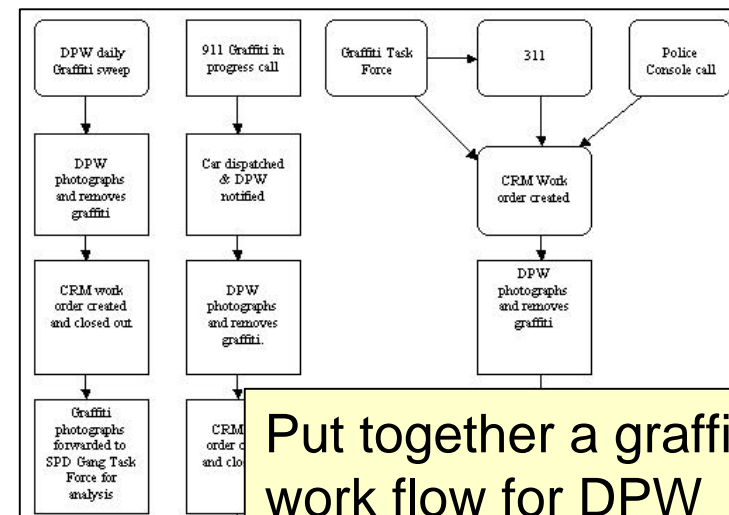 DPW daily
Graffiti sweep
DPW
photographs
and removes
graffiti
CRM work
order created
and closed out
Graffiti
photographs
forwarded to
SPD Gang Task
Force for
analysis
911 Graffiti in
progress call
Car dispatched
& DPW
notified
DPW
photographs
and removes
graffiti.
CRM
order
and
Graffiti Task
Force
311
Police
Console call
CRM Work
order created
DPW
photographs
and removes
graffiti
Put together a
work flow for DPW